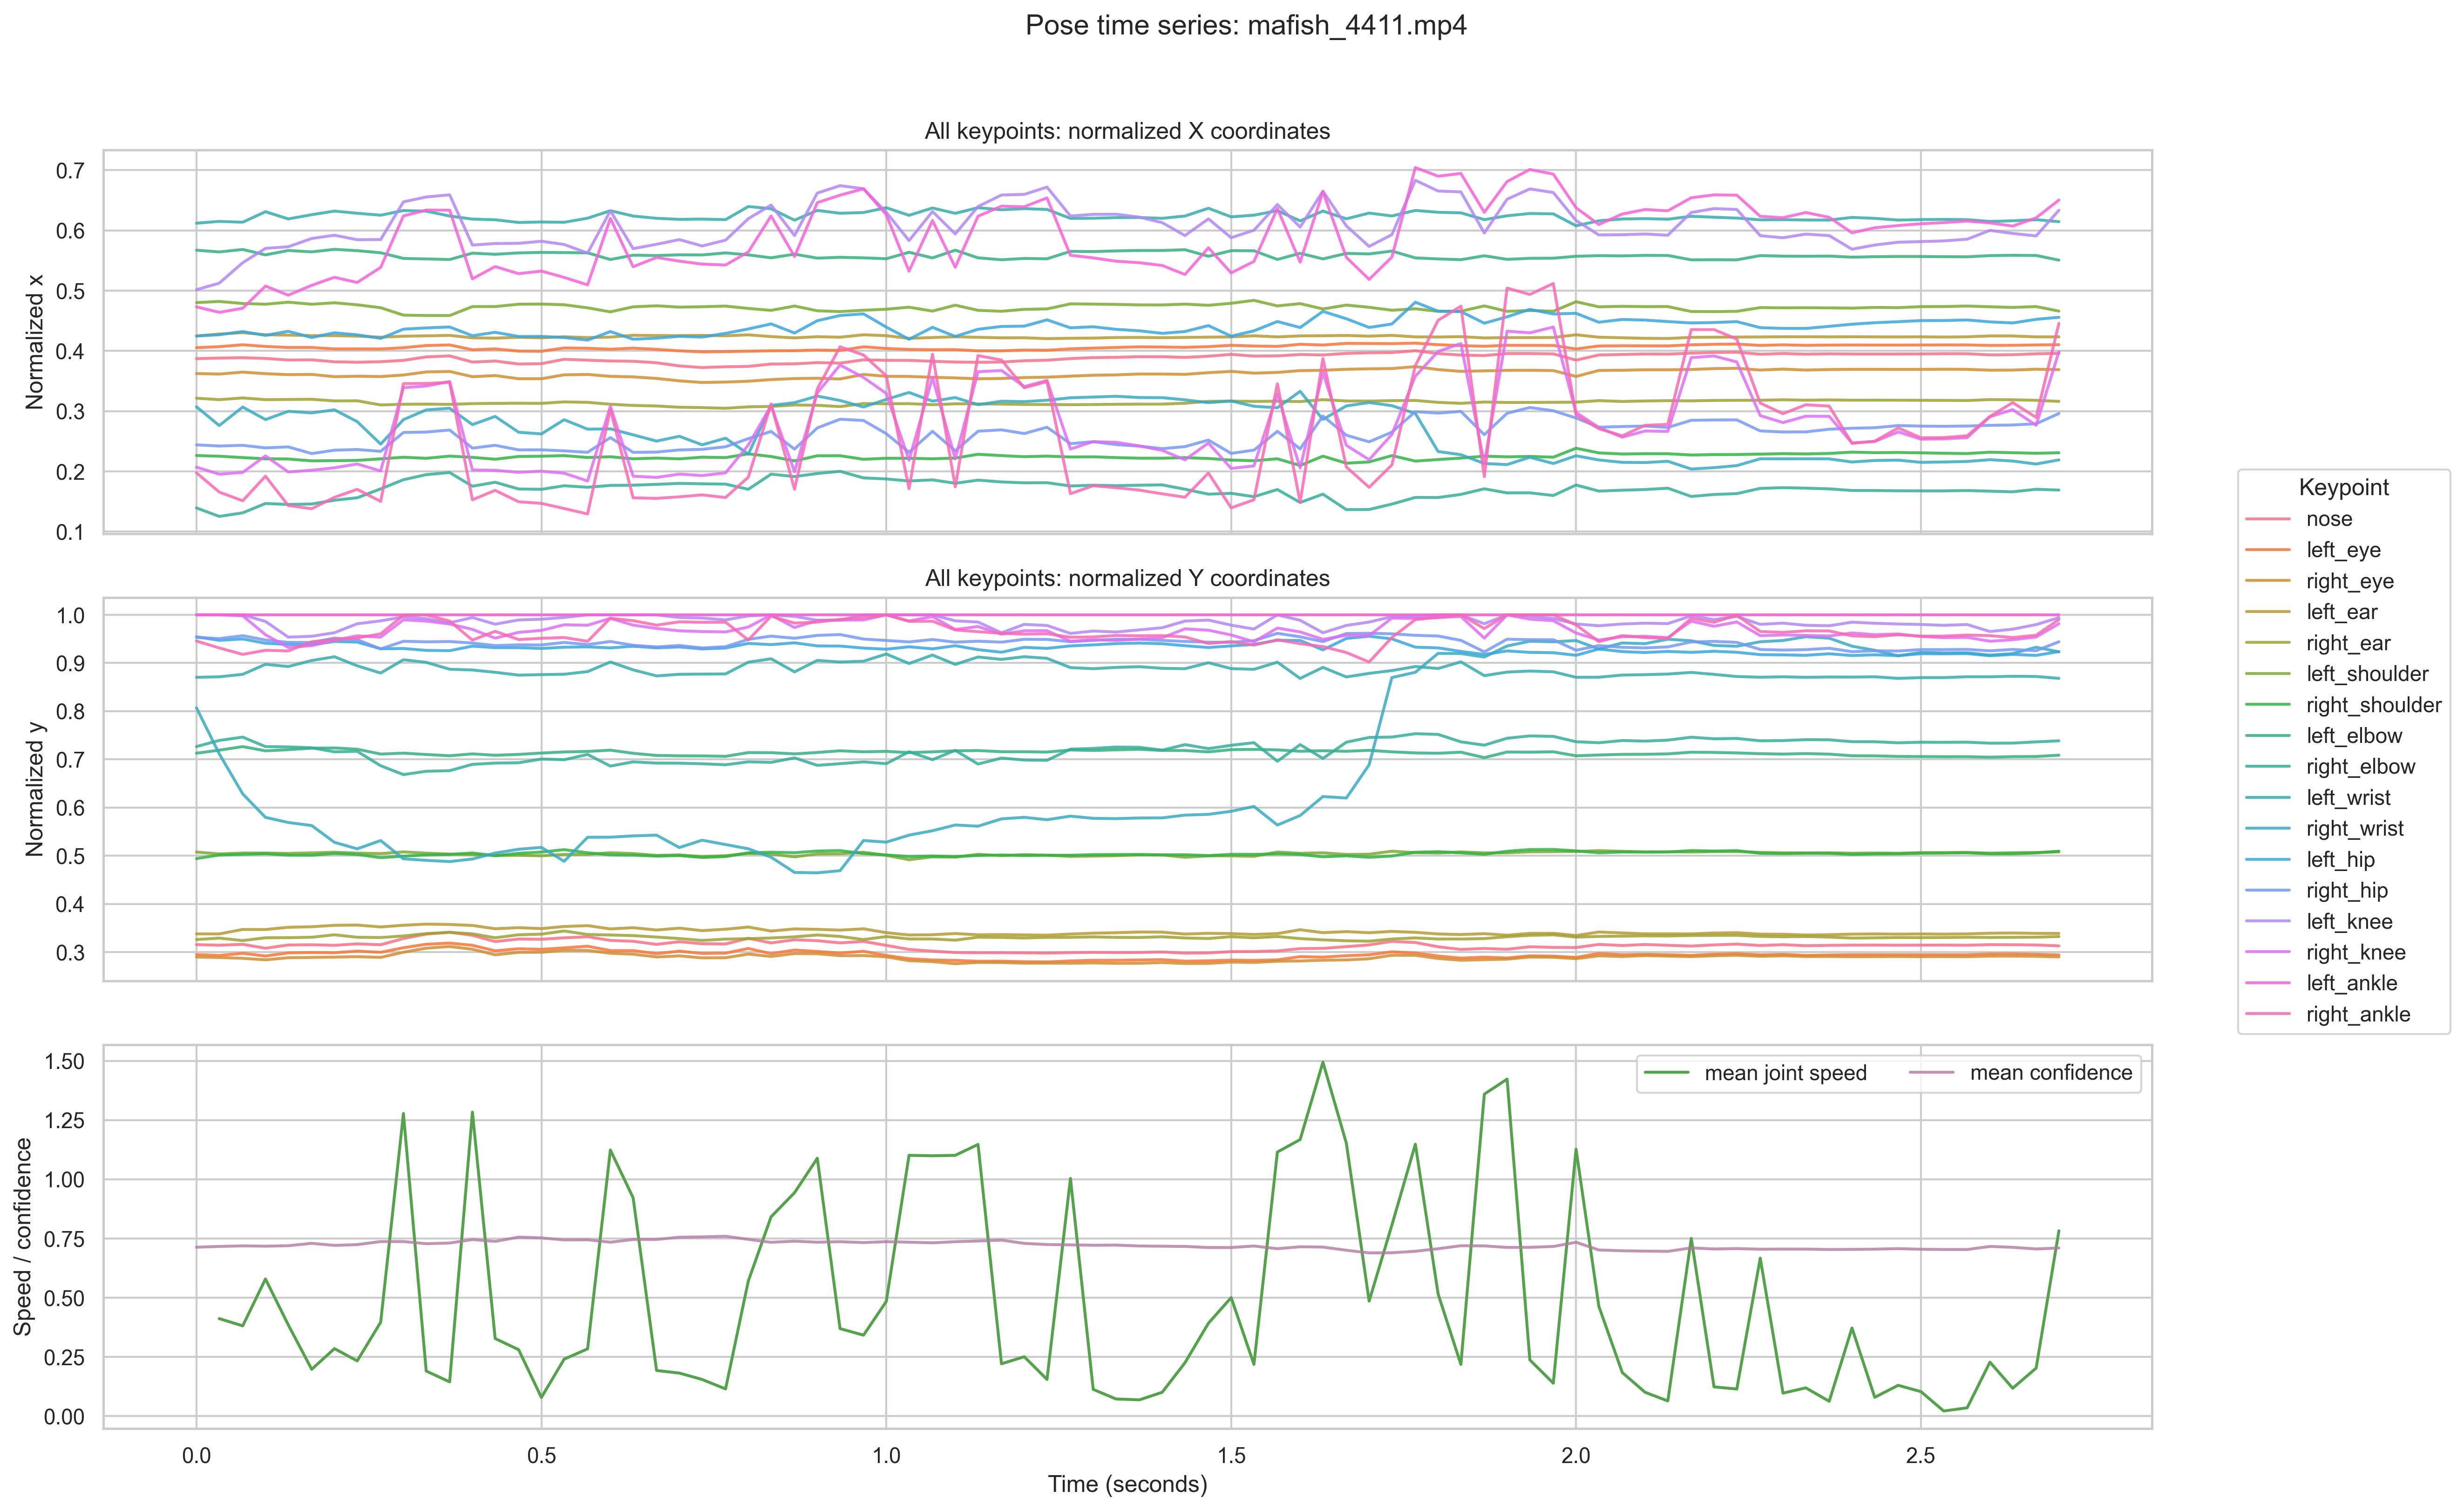 Pose time series: mafish_4411.mp4
All keypoints: normalized X coordinates
Normalized x
0.7
0.6
0.5
0.4
0.3
0.2
0.1
All keypoints: normalized Y coordinates
Normalized y
1.0
0.9
0.8
0.7
0.6
0.5
0.4
0.3
Keypoint
nose
left_eye
right_eye
left_ear
right_ear
left_shoulder
right_shoulder
left_elbow
right_elbow
left_wrist
right_wrist
left_hip
right_hip
left_knee
right_knee
left_ankle
right_ankle
Speed / confidence
1.50
1.25
1.00
0.75
0.50
0.25
0.00
mean joint speed mean confidence
0.0 0.5 1.0 1.5 2.0 2.5
Time (seconds)